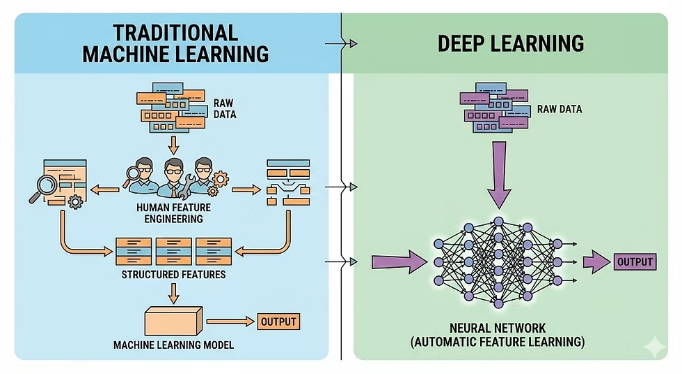 TRADITIONAL
MACHINE LEARNING
RAW
DATA
HUMAN FEATURE
ENGINEERING
STRUCTURED FEATURES
MACHINE LEARNING MODEL
OUTPUT
DEEP LEARNING
RAW DATA
OUTPUT
NEURAL NETWORK
(AUTOMATIC FEATURE LEARNING)